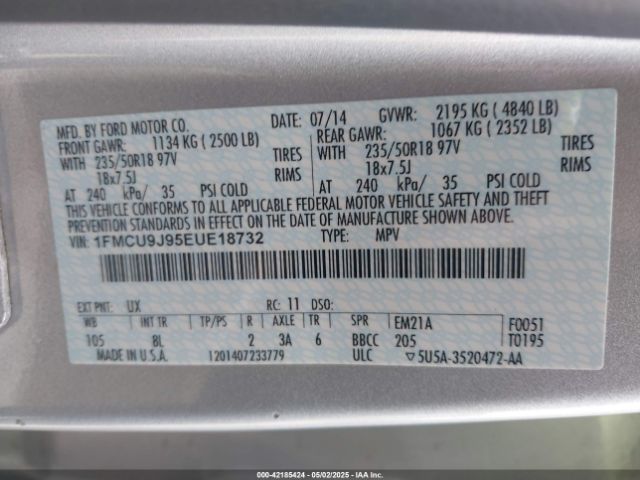 MFD. BY FORD MOTOR CO.
DATE: 07/14 GVWR: 2195 KG ( 4840 LB)
FRONT GAWR: 1134 KG ( 2500 LB) REAR GAWR: 1067 KG ( 2352 LB)
WITH 235/50R18 97V TIRES WITH 235/50R18 97V TIRES
18x7.5J RIMS 18x7.5J RIMS
AT 240 kPa/ 35 PSI COLD AT 240 kPa/ 35 PSI COLD
THIS VEHICLE CONFORMS TO ALL APPLICABLE FEDERAL MOTOR VEHICLE SAFETY AND THEFT
PREVENTION STANDARDS IN EFFECT ON THE DATE OF MANUFACTURE SHOWN ABOVE.
VIN: 1FMCU9J95EUE18732 TYPE: MPV
EXT PNT: UX RC: 11 DSO:
WB INT TR TP/PS R AXLE TR SPR EM21A F0051
105 8L 2 3A 6 BBCC 205 T0195
MADE IN U.S.A. 1201407233779 ULC ▽5U5A-3520472-AA
000-42185424 - 05/02/2025 - IAAI.COM